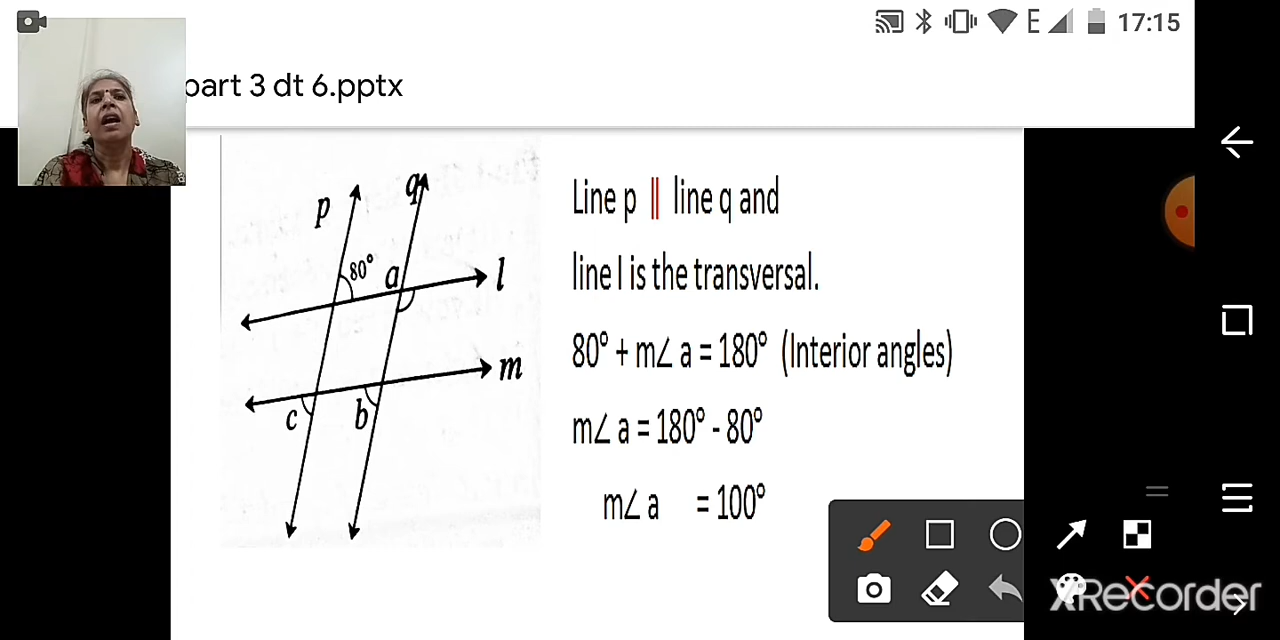 E 17:15
part 3 dt 6.pptx
p
q
80°
a
l
m
c
b
Line p ∥ line q and
line l is the transversal.
80° + m∠ a = 180° (Interior angles)
m∠ a = 180° - 80°
m∠ a = 100°
XRecorder